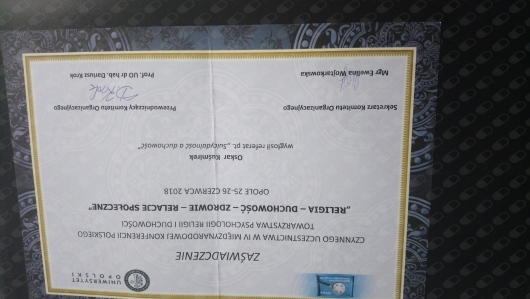 UNIWERSYTET
OPOLSKI
ZAŚWIADCZENIE
CZYNNEGO UCZESTNICTWA W IV MIĘDZYNARODOWEJ KONFERENCJI POLSKIEGO
TOWARZYSTWA PSYCHOLOGII RELIGII I DUCHOWOŚCI
„RELIGIA – DUCHOWOŚĆ – ZDROWIE – RELACJE SPOŁECZNE”
OPOLE 25-26 CZERWCA 2018
Oskar Kuśmirek
wygłosił referat pt. „Suicydalność a duchowość”
Sekretarz Komitetu Organizacyjnego
Przewodniczący Komitetu Organizacyjnego
Mgr Ewelina Wojtarkowska
Prof. UO dr hab. Dariusz Krok